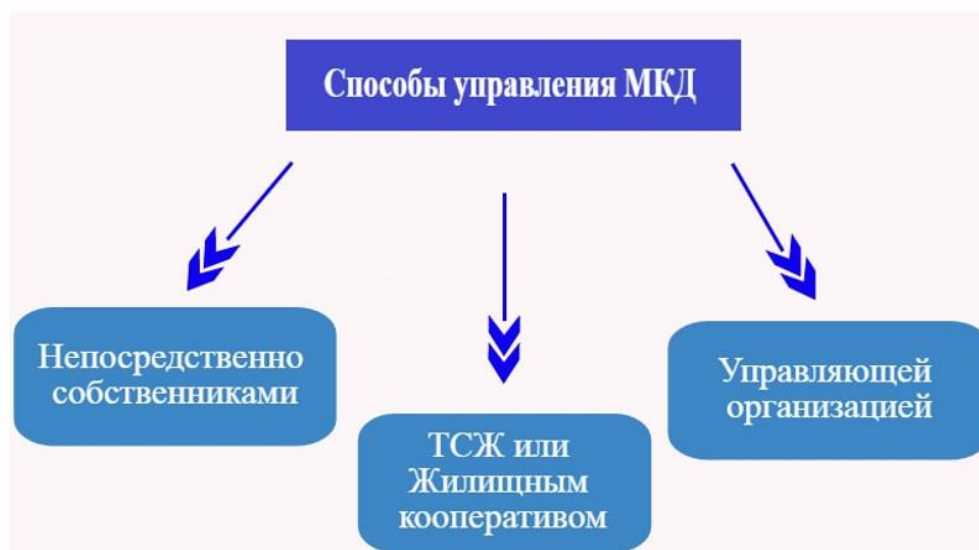 Способы управления МКД
Непосредственно
собственниками
ТСЖ или
Жилищным
кооперативом
Управляющей
организацией